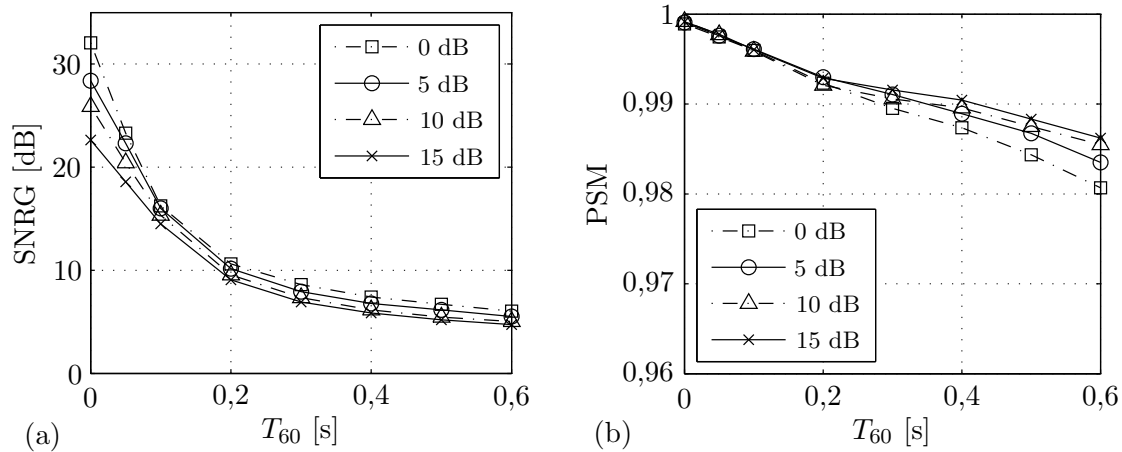 SNRG [dB]
30
20
10
0
0 dB
5 dB
10 dB
15 dB
0
0,2
0,4
0,6
(a)
T60 [s]
PSM
1
0,99
0,98
0,97
0,96
0 dB
5 dB
10 dB
15 dB
0
0,2
0,4
0,6
(b)
T60 [s]